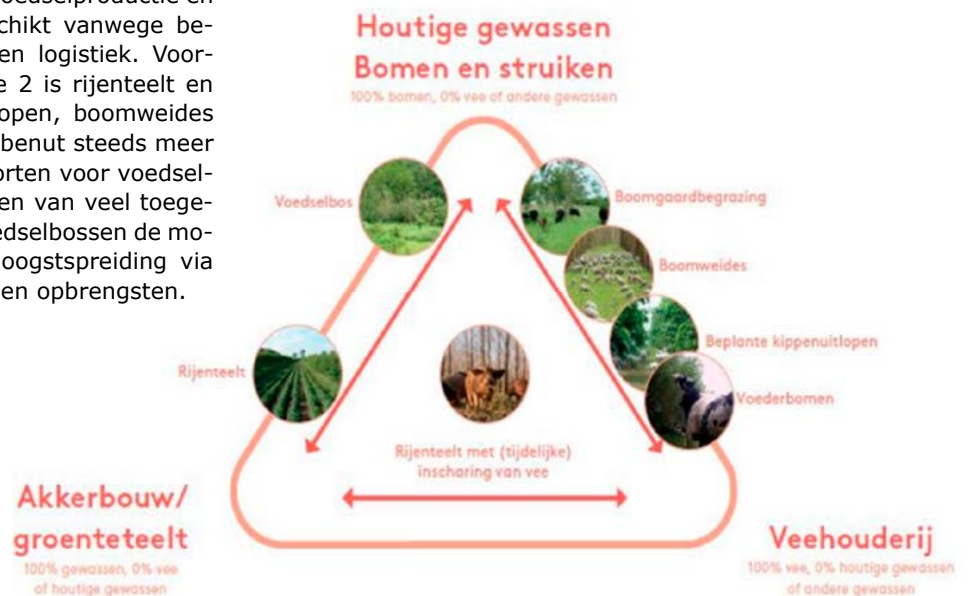 chikt vanwege be-
en logistiek. Voor-
e 2 is rijenteelt en
open, boomweides
benut steeds meer
orten voor voedsel-
en van veel toege-
edselbossen de mo-
oogstspreiding via
en opbrengsten.
Houtige gewassen
Bomen en struiken
100% bomen, 0% vee of andere gewassen
Voedselbos
Boomgaardbegrazing
Boomweides
Beplante kippenuitlopen
Voederbomen
Rijenteelt
Rijenteelt met (tijdelijke)
inscharing van vee
Akkerbouw/
groenteteelt
100% gewassen, 0% vee
of houtige gewassen
Veehouderij
100% vee, 0% houtige gewassen
of andere gewassen